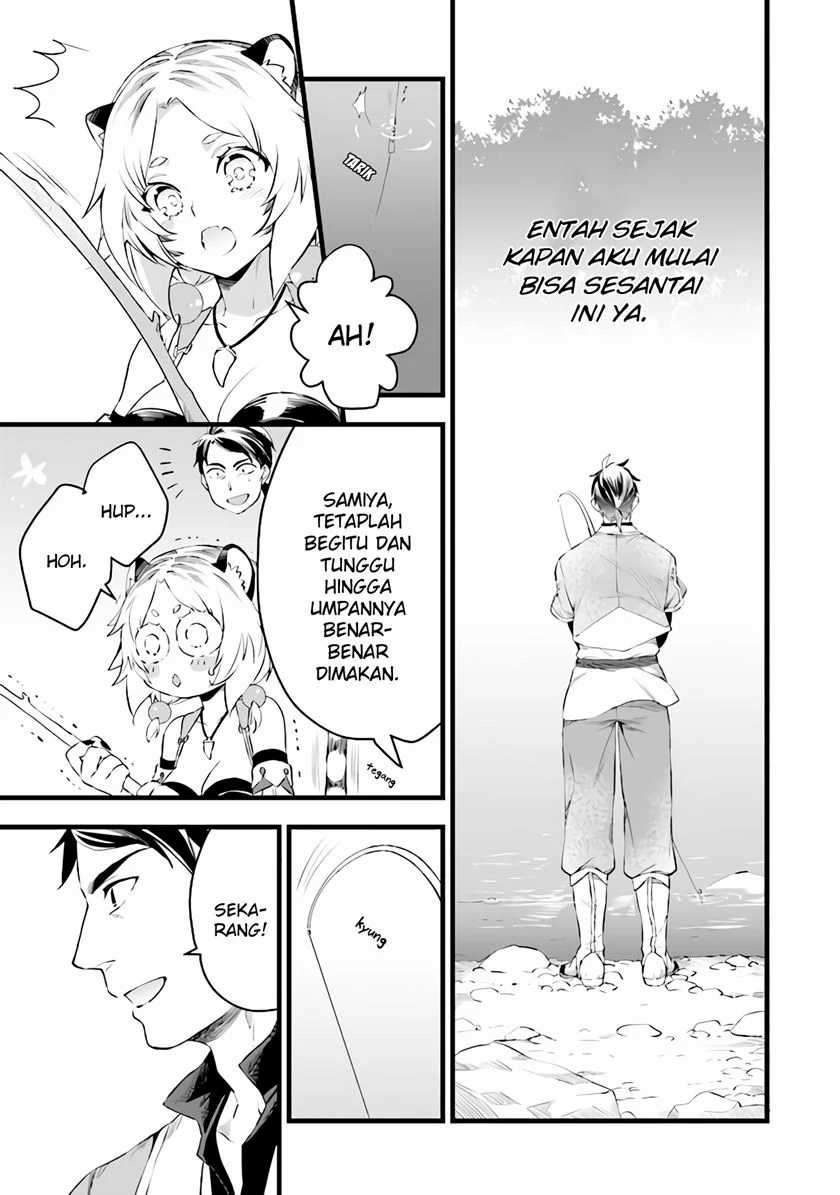 ENTAH SEJAK
KAPAN AKU MULAI
BISA SESANTAI
INI YA.
TARIK
AH!
SAMIYA,
TETAPLAH
BEGITU DAN
TUNGGU
HINGGA
UMPANNYA
BENAR-
BENAR
DIMAKAN.
HUP...
HOH.
tegang
kyung
SEKA-
RANG!